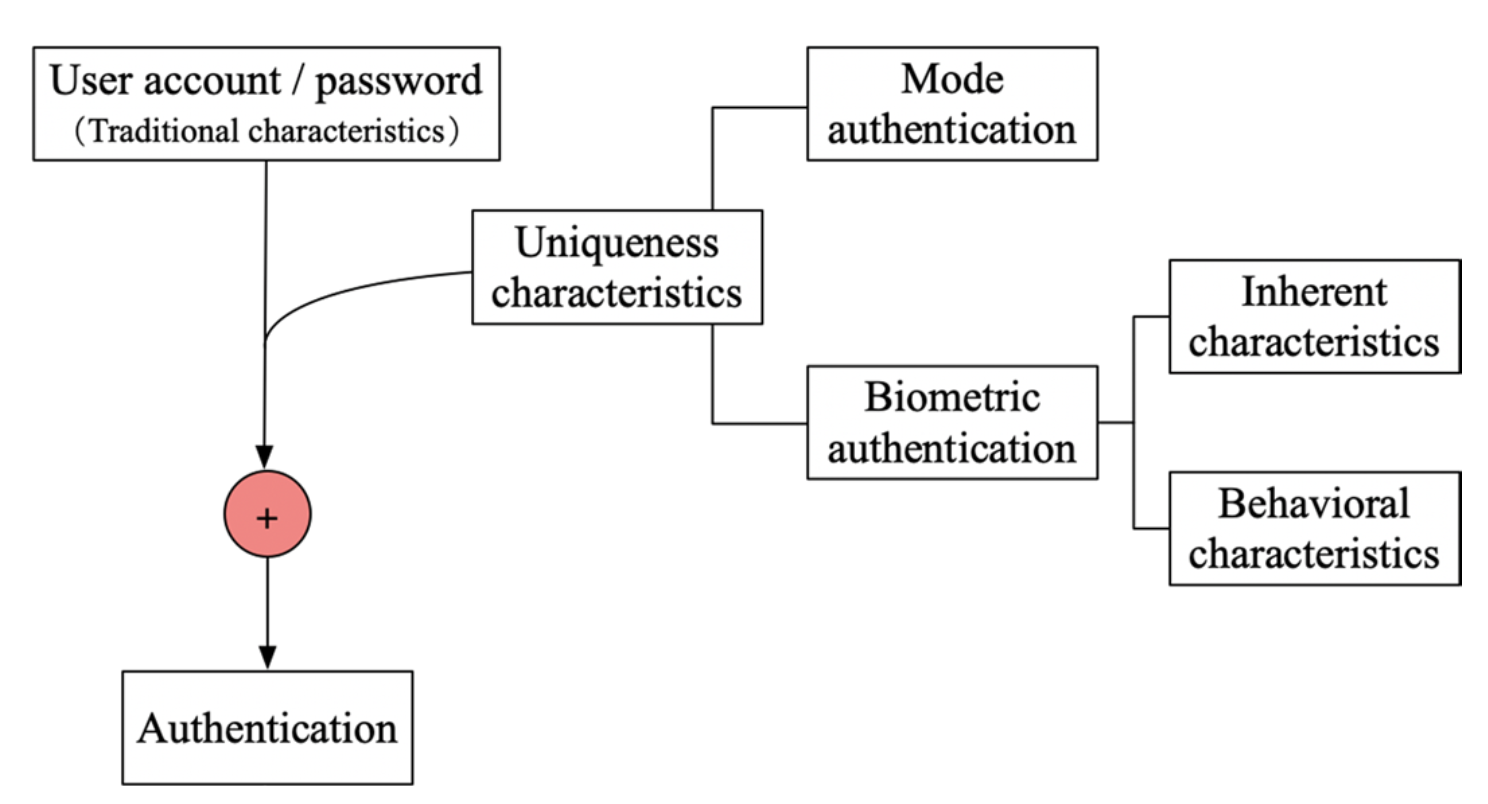 User account / password
（Traditional characteristics）
Mode
authentication
Uniqueness
characteristics
Inherent
characteristics
Biometric
authentication
Behavioral
characteristics
+
Authentication